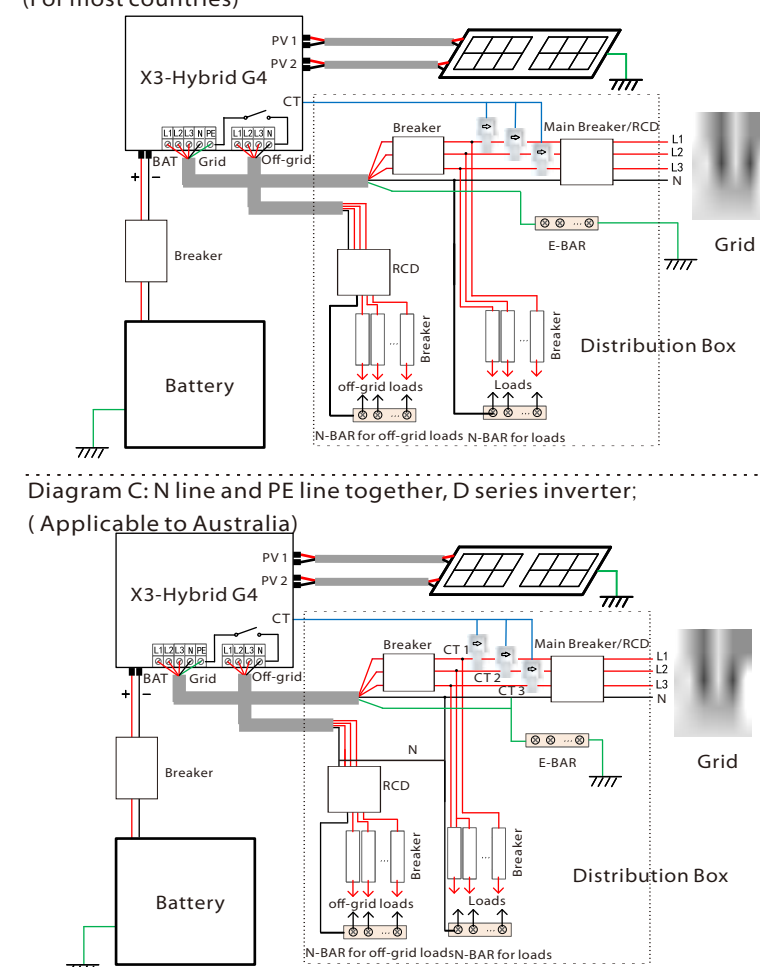 (For most countries)
PV 1
PV 2
X3-Hybrid G4
CT
L1 L2 L3 N PE
L1 L2 L3 N
BAT
Grid
Off-grid
+
–
Breaker
Main Breaker/RCD
L1
L2
L3
N
E-BAR
Grid
Breaker
RCD
Breaker
Breaker
Distribution Box
Battery
off-grid loads
Loads
N-BAR for off-grid loads
N-BAR for loads
Diagram C: N line and PE line together, D series inverter;
( Applicable to Australia)
PV 1
PV 2
X3-Hybrid G4
CT
L1 L2 L3 N PE
L1 L2 L3 N
BAT
Grid
Off-grid
+
–
Breaker
CT 1
CT 2
CT 3
Main Breaker/RCD
L1
L2
L3
N
E-BAR
Grid
N
Breaker
RCD
Breaker
Breaker
Distribution Box
Battery
off-grid loads
Loads
N-BAR for off-grid loads
N-BAR for loads